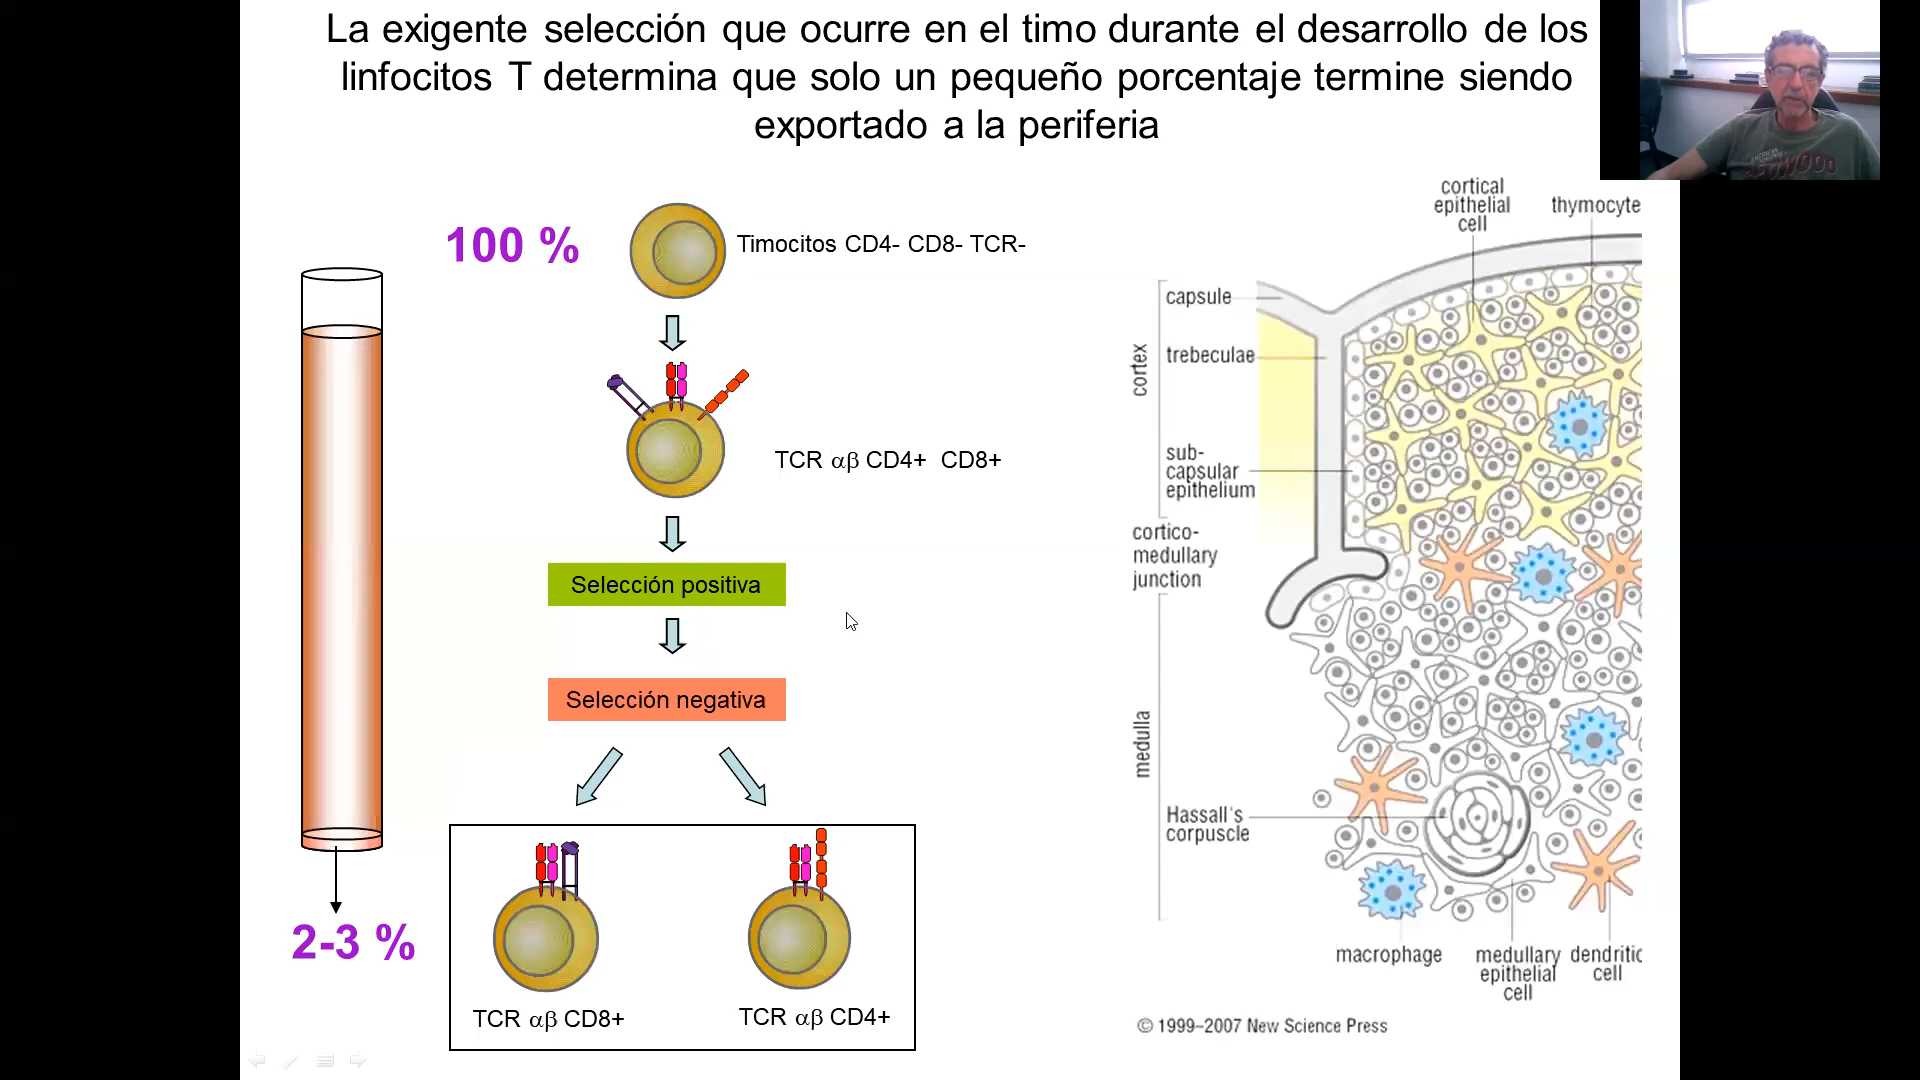 La exigente selección que ocurre en el timo durante el desarrollo de los
linfocitos T determina que solo un pequeño porcentaje termine siendo
exportado a la periferia
100 %
Timocitos CD4- CD8- TCR-
TCR αβ CD4+ CD8+
Selección positiva
Selección negativa
2-3 %
TCR αβ CD8+
TCR αβ CD4+
cortical
epithelial
cell
thymocyte
capsule
trebeculae
cortex
sub-
capsular
epithelium
cortico-
medullary
junction
medulla
Hassall's
corpuscle
macrophage
medullary
epithelial
cell
dendritic
cell
© 1999–2007 New Science Press